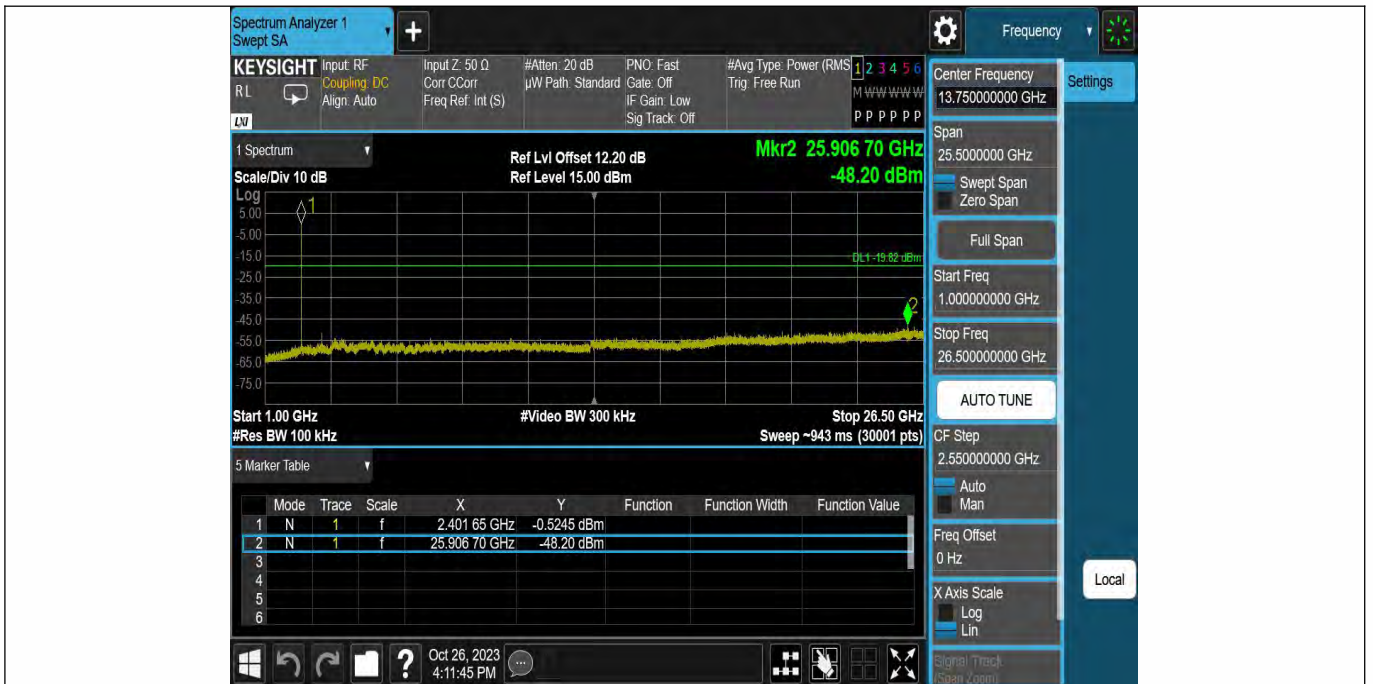 Spectrum Analyzer 1
Swept SA
+
Frequency
KEYSIGHT
RL
LXI
Input: RF
Coupling: DC
Align: Auto
Input Z: 50 Ω
Corr CCorr
Freq Ref: Int (S)
#Atten: 20 dB
µW Path: Standard
PNO: Fast
Gate: Off
IF Gain: Low
Sig Track: Off
#Avg Type: Power (RMS
Trig: Free Run
1 2 3 4 5 6
M W W W W W
P P P P P P
1 Spectrum
Scale/Div 10 dB
Ref Lvl Offset 12.20 dB
Ref Level 15.00 dBm
Mkr2 25.906 70 GHz
-48.20 dBm
Log
5.00
-5.00
-15.0
-25.0
-35.0
-45.0
-55.0
-65.0
-75.0
1
DL1 -19.82 dBm
2
Start 1.00 GHz
#Video BW 300 kHz
Stop 26.50 GHz
#Res BW 100 kHz
Sweep ~943 ms (30001 pts)
5 Marker Table
Mode Trace Scale X Y Function Function Width Function Value
1 N 1 f 2.401 65 GHz -0.5245 dBm
2 N 1 f 25.906 70 GHz -48.20 dBm
3
4
5
6
?
Oct 26, 2023
4:11:45 PM
Center Frequency
13.750000000 GHz
Settings
Span
25.5000000 GHz
Swept Span
Zero Span
Full Span
Start Freq
1.000000000 GHz
Stop Freq
26.500000000 GHz
AUTO TUNE
CF Step
2.550000000 GHz
Auto
Man
Freq Offset
0 Hz
X Axis Scale
Log
Lin
Signal Track
(Span Zoom)
Local